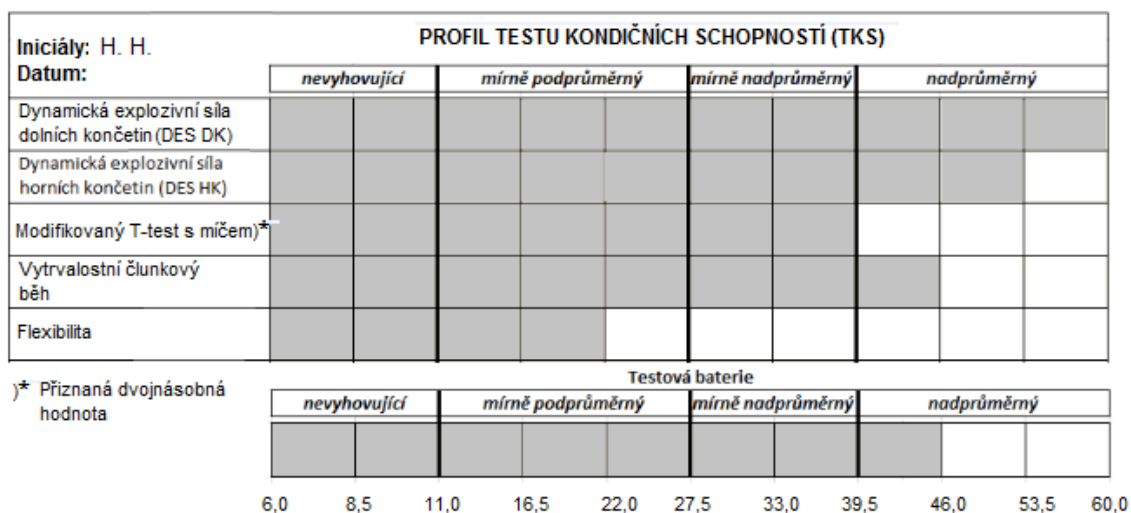 PROFIL TESTU KONDIČNÍCH SCHOPNOSTÍ (TKS)
Iniciály: H. H.
Datum:
nevyhovující mírně podprůměrný mírně nadprůměrný nadprůměrný
Dynamická explozivní síla
dolních končetin (DES DK)
Dynamická explozivní síla
horních končetin (DES HK)
Modifikovaný T-test s míčem)*
Vytrvalostní člunkový
běh
Flexibilita
)* Přiznaná dvojnásobná
hodnota
Testová baterie
nevyhovující mírně podprůměrný mírně nadprůměrný nadprůměrný
6,0 8,5 11,0 16,5 22,0 27,5 33,0 39,5 46,0 53,5 60,0